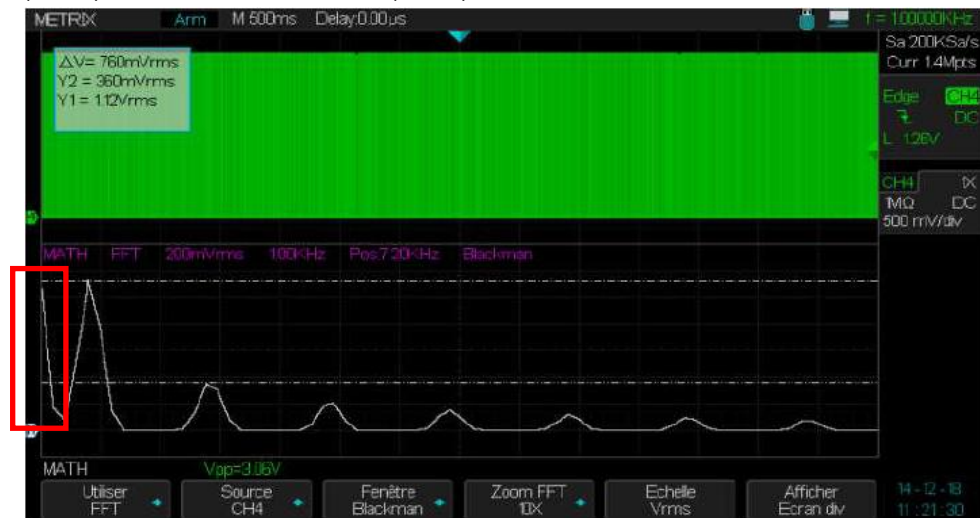 METRIX Arm M 500ms Delay:0.00µs f = 1.00000KHz
Sa 200KSa/s
Curr 1.4Mpts
ΔV= 760mVrms
Y2 = 360mVrms
Y1 = 1.12Vrms
Edge CH4
DC
L 1.26V
CH4 1X
1MΩ DC
500 mV/div
MATH FFT 200mVrms 1.00KHz Pos:7.20KHz Blackman
MATH Vpp=3.06V
Utiliser
FFT
Source
CH4
Fenêtre
Blackman
Zoom FFT
10X
Echelle
Vrms
Afficher
Ecran div
14-12-18
11:21:30